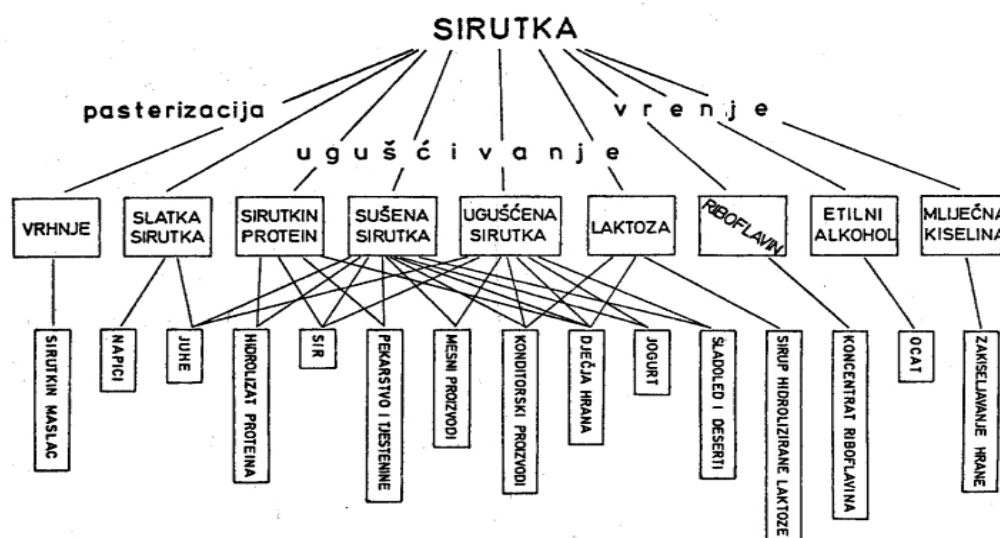 SIRUTKA
pasterizacija
vrenje
ugušćivanje
VRHNJE
SLATKA
SIRUTKA
SIRUTKIN
PROTEIN
SUŠENA
SIRUTKA
UGUŠĆENA
SIRUTKA
LAKTOZA
RIBOFLAVIN
ETILNI
ALKOHOL
MLIJEČNA
KISELINA
SIRUTKIN MASLAC
NAPICI
JUHE
HIDROLIZAT PROTEINA
SIR
PEKARSTVO I TJESTENINE
MESNI PROIZVODI
KONDITORSKI PROIZVODI
DJEČJA HRANA
JOGURT
SLADOLED I DESERTI
SIRUP HIDROLIZIRANE LAKTOZE
KONCENTRAT RIBOFLAVINA
OCAT
ZAKISELJAVANJE HRANE